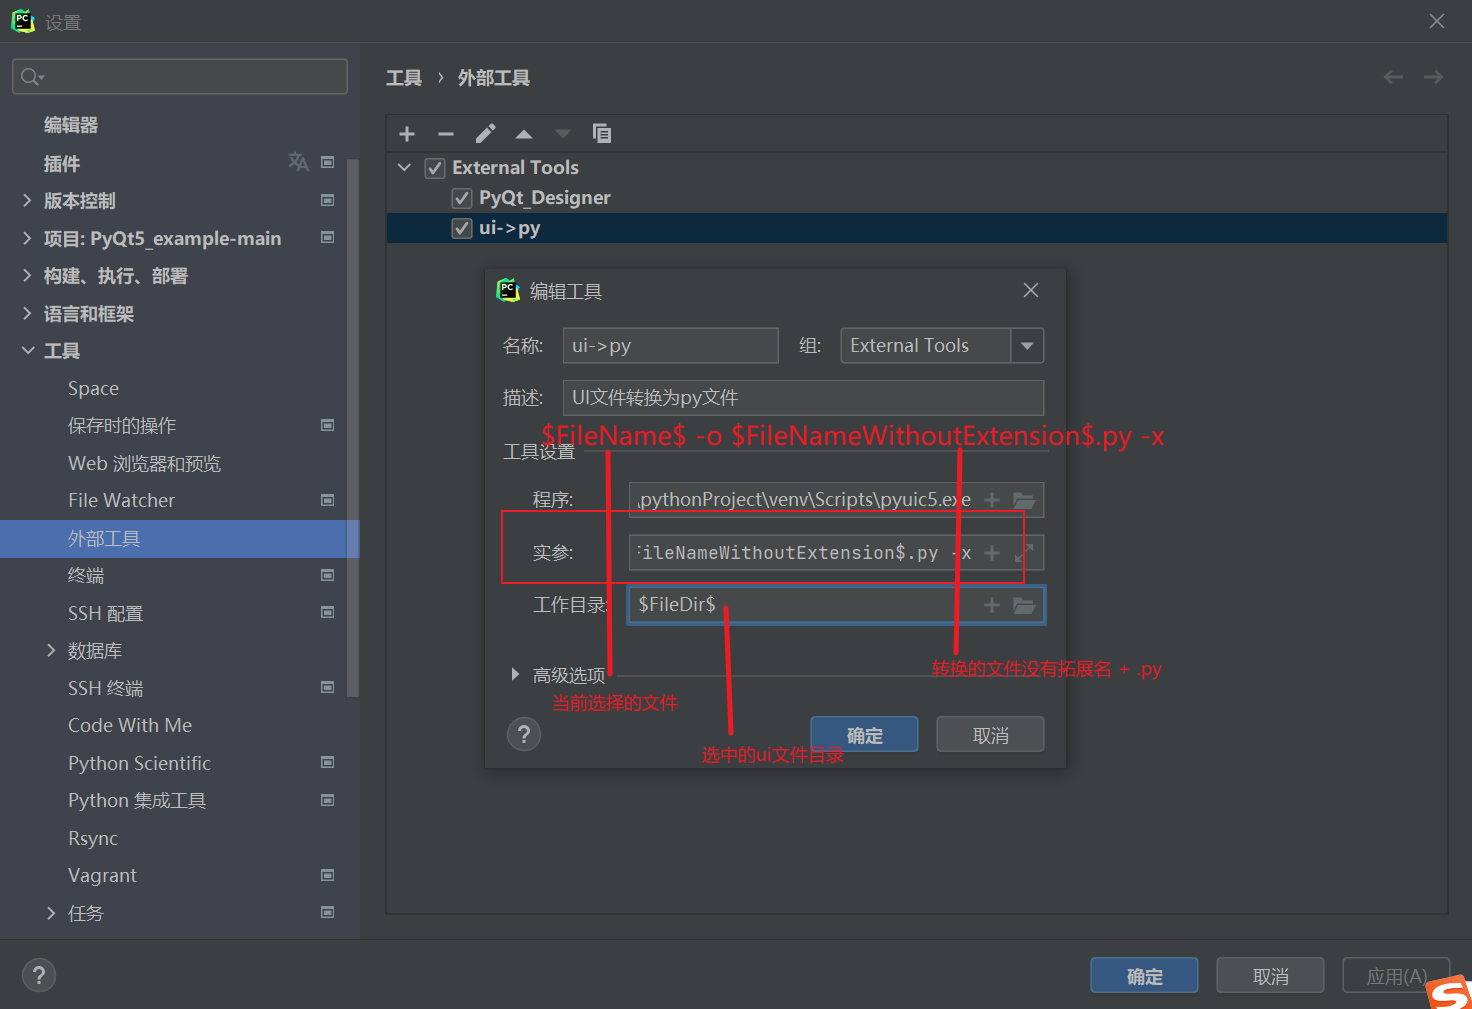 设置
工具 › 外部工具
编辑器
插件
版本控制
项目: PyQt5_example-main
构建、执行、部署
语言和框架
工具
Space
保存时的操作
Web 浏览器和预览
File Watcher
外部工具
终端
SSH 配置
数据库
SSH 终端
Code With Me
Python Scientific
Python 集成工具
Rsync
Vagrant
任务
External Tools
PyQt_Designer
ui->py
编辑工具
名称: ui->py 组: External Tools
描述: UI文件转换为py文件
$FileName$ -o $FileNameWithoutExtension$.py -x
工具设置
程序: \pythonProject\venv\Scripts\pyuic5.exe
实参: FileNameWithoutExtension$.py -x
工作目录: $FileDir$
转换的文件没有拓展名 + .py
高级选项
当前选择的文件
确定 取消
选中的ui文件目录
确定 取消 应用(A)